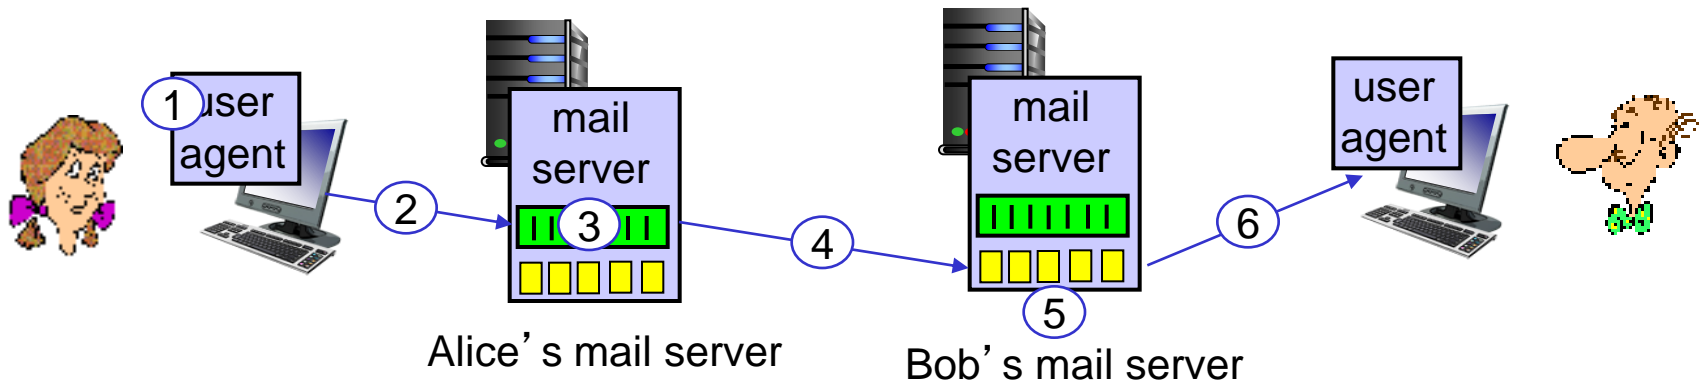 1
user
agent
2
mail
server
3
4
mail
server
5
6
user
agent
Alice’s mail server
Bob’s mail server